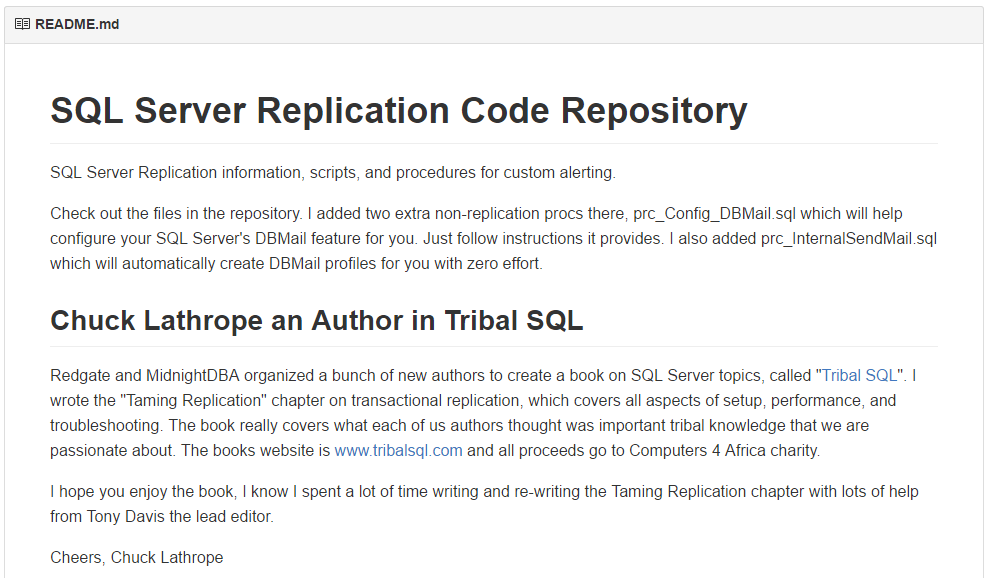 README.md
SQL Server Replication Code Repository
SQL Server Replication information, scripts, and procedures for custom alerting.
Check out the files in the repository. I added two extra non-replication procs there, prc_Config_DBMail.sql which will help
configure your SQL Server's DBMail feature for you. Just follow instructions it provides. I also added prc_InternalSendMail.sql
which will automatically create DBMail profiles for you with zero effort.
Chuck Lathrope an Author in Tribal SQL
Redgate and MidnightDBA organized a bunch of new authors to create a book on SQL Server topics, called "Tribal SQL". I
wrote the "Taming Replication" chapter on transactional replication, which covers all aspects of setup, performance, and
troubleshooting. The book really covers what each of us authors thought was important tribal knowledge that we are
passionate about. The books website is www.tribalsql.com and all proceeds go to Computers 4 Africa charity.
I hope you enjoy the book, I know I spent a lot of time writing and re-writing the Taming Replication chapter with lots of help
from Tony Davis the lead editor.
Cheers, Chuck Lathrope